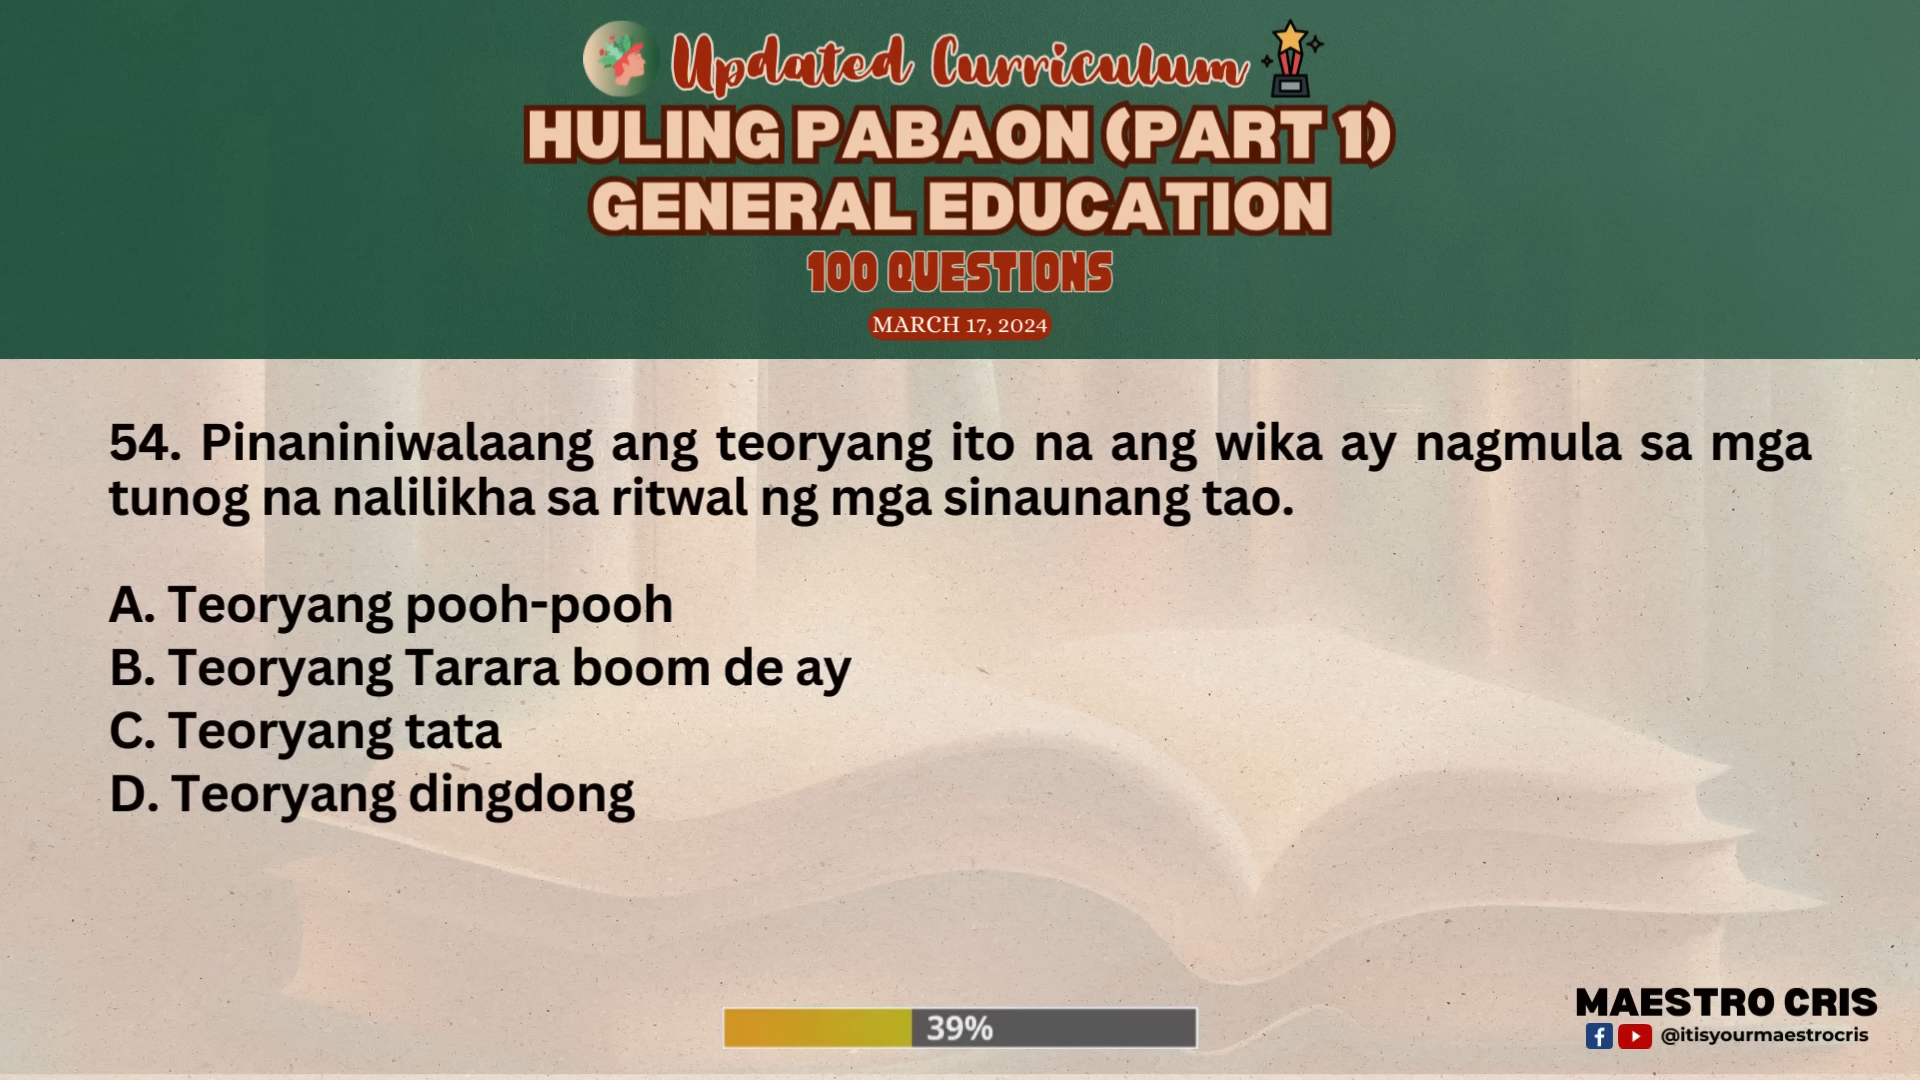 Updated Curriculum
HULING PABAON (PART 1)
GENERAL EDUCATION
100 QUESTIONS
MARCH 17, 2024
54. Pinaniniwalaang ang teoryang ito na ang wika ay nagmula sa mga
tunog na nalilikha sa ritwal ng mga sinaunang tao.
A. Teoryang pooh-pooh
B. Teoryang Tarara boom de ay
C. Teoryang tata
D. Teoryang dingdong
39%
MAESTRO CRIS
@itisyourmaestrocris